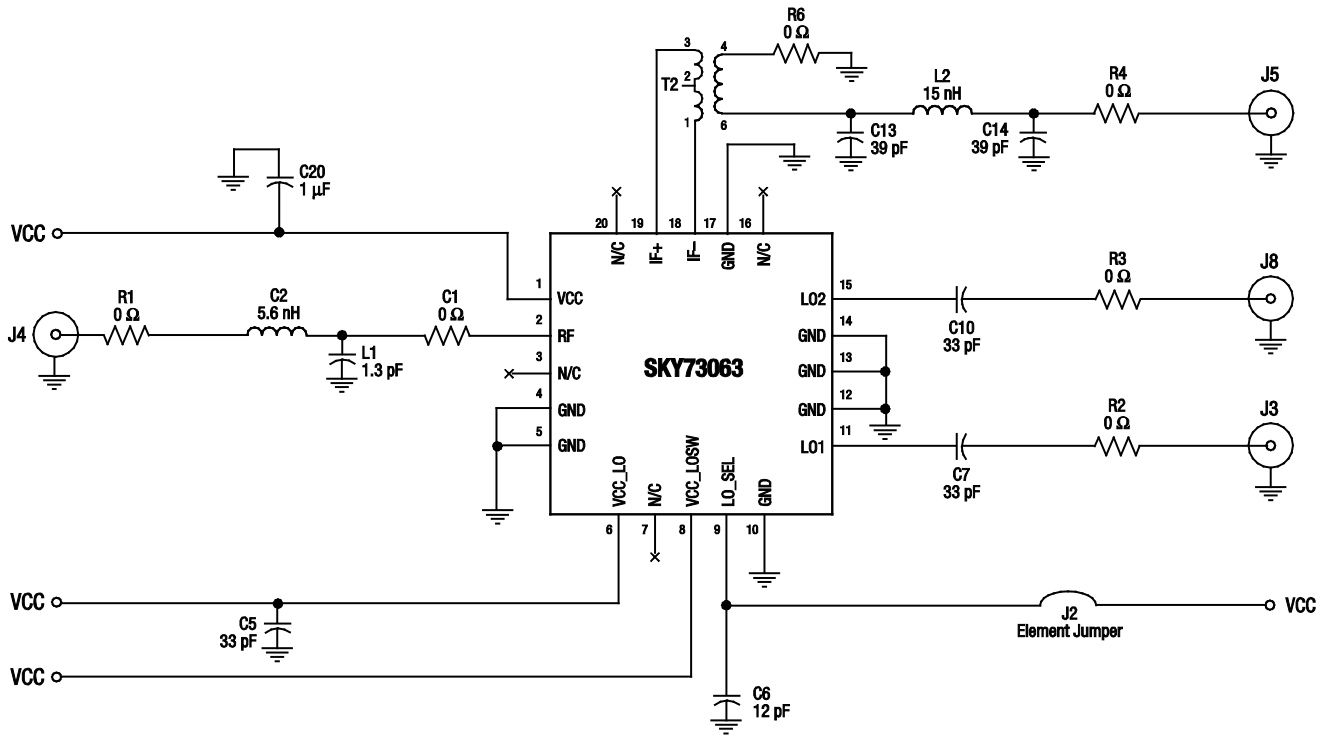 R6
0 Ω
3
4
T2
2
1
6
L2
15 nH
R4
0 Ω
J5
C13
39 pF
C14
39 pF
C20
1 µF
VCC
20
19
18
17
16
N/C
IF+
IF–
GND
N/C
1
VCC
2
RF
3
N/C
4
GND
5
GND
J4
R1
0 Ω
C2
5.6 nH
L1
1.3 pF
C1
0 Ω
SKY73063
15
LO2
14
GND
13
GND
12
GND
11
LO1
C10
33 pF
R3
0 Ω
J8
C7
33 pF
R2
0 Ω
J3
VCC_LO
N/C
VCC_LOSW
LO_SEL
GND
6
7
8
9
10
VCC
C5
33 pF
VCC
C6
12 pF
J2
Element Jumper
VCC